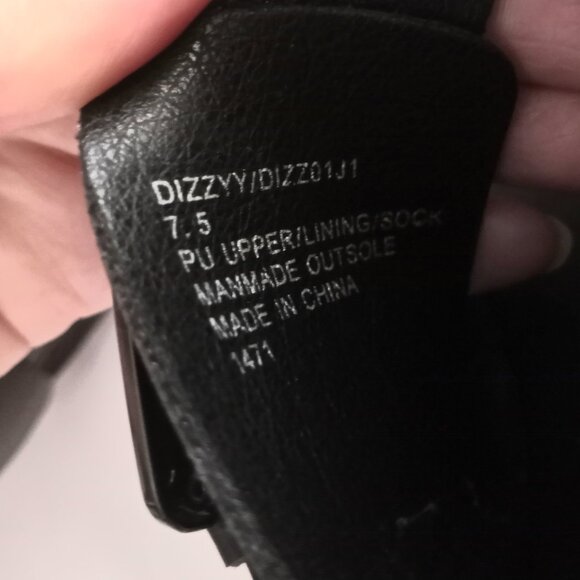 DIZZYY/DIZZ01J1
7.5
PU UPPER/LINING/SOCK
MANMADE OUTSOLE
MADE IN CHINA
1471